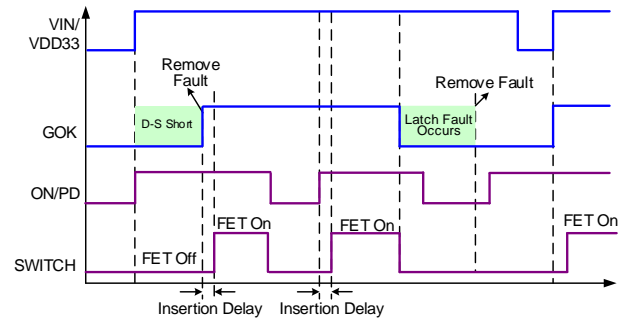 VIN/
VDD33
Remove
Fault
Remove Fault
D-S Short
Latch Fault
Occurs
GOK
ON/PD
FET On
FET On
FET On
FET Off
SWITCH
Insertion Delay
Insertion Delay